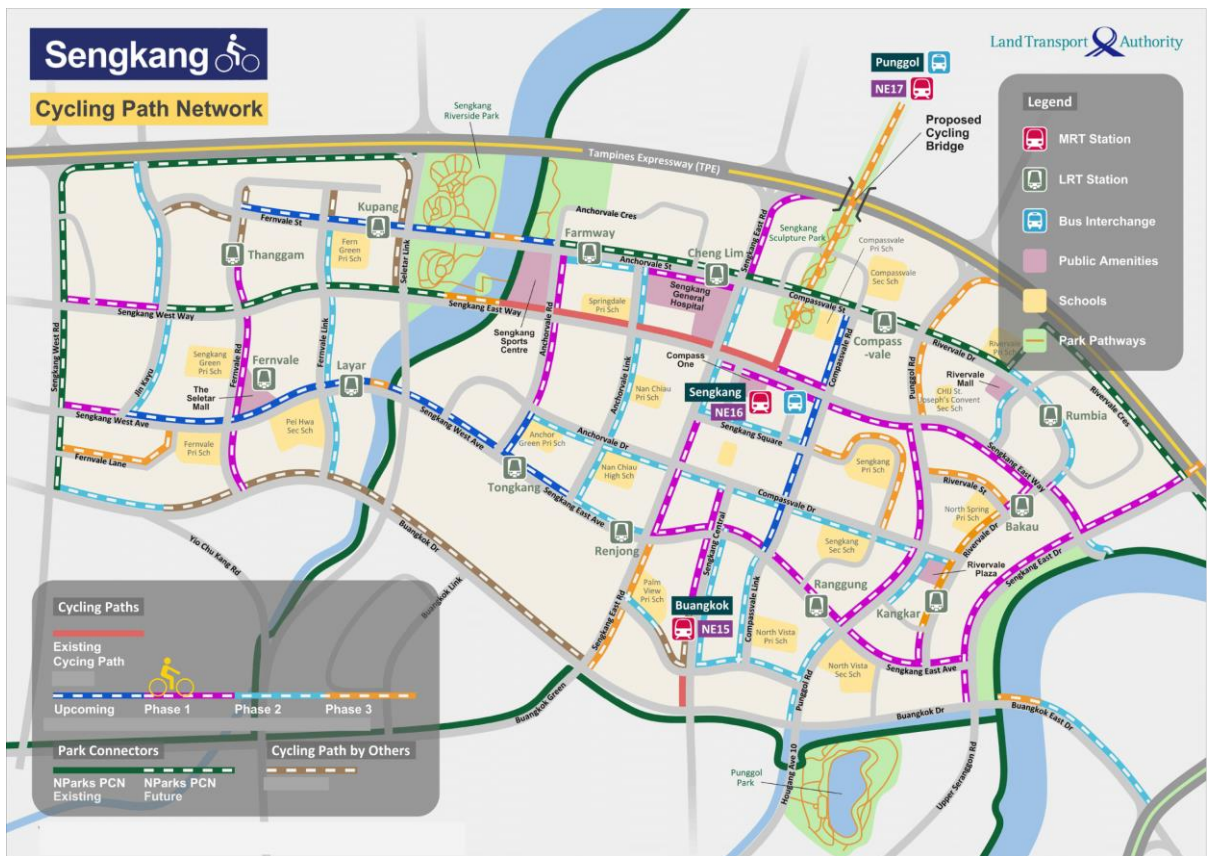 Sengkang
Cycling Path Network
Land Transport Authority
Punggol
NE17
Proposed
Cycling
Bridge
Legend
MRT Station
LRT Station
Bus Interchange
Public Amenities
Schools
Park Pathways
Sengkang
Riverside Park
Tampines Expressway (TPE)
Kupang
Fernvale St
Thanggam
Fern
Green
Pri Sch
Seletar Link
Farmway
Anchorvale Cres
Anchorvale St
Cheng Lim
Sengkang
General
Hospital
Sengkang East Rd
Sengkang
Sculpture Park
Compassvale
Pri Sch
Compassvale
Sec Sch
Compassvale St
Compass
-vale
Sengkang West Way
Sengkang West Rd
Jln Kayu
Sengkang
Green
Pri Sch
Fernvale Rd
Fernvale
Fernvale Link
Layar
The
Seletar
Mall
Sengkang East Way
Sengkang
Sports
Centre
Anchorvale Rd
Springdale
Pri Sch
Anchorvale Link
Nan Chiau
Pri Sch
Compass
One
Sengkang
NE16
Sengkang Square
Compassvale Rd
Punggol Rd
Rivervale Dr
Rivervale
Pri Sch
Rivervale
Mall
CHIJ St.
Joseph's Convent
Sec Sch
Rumbia
Rivervale Cres
Sengkang West Ave
Fernvale Lane
Fernvale
Pri Sch
Pei Hwa
Sec Sch
Sengkang West Ave
Tongkang
Anchor
Green Pri Sch
Anchorvale Dr
Nan Chiau
High Sch
Sengkang East Ave
Renjong
Sengkang
Pri Sch
Compassvale Dr
Sengkang East Way
Rivervale St
Bakau
North Spring
Pri Sch
Rivervale Dr
Sengkang East Dr
Sengkang
Sec Sch
Rivervale
Plaza
Sengkang Central
Ranggung
Kangkar
Buangkok Dr
Yio Chu Kang Rd
Buangkok Link
Palm
View
Pri Sch
Sengkang East Rd
Buangkok
NE15
Compassvale Link
North Vista
Pri Sch
North Vista
Sec Sch
Sengkang East Ave
Punggol Rd
Buangkok Green
Buangkok Dr
Buangkok East Dr
Hougang Ave 10
Upper Serangoon Rd
Punggol
Park
Cycling Paths
Existing
Cycing Path
Upcoming
Phase 1
Phase 2
Phase 3
Park Connectors
NParks PCN
Existing
NParks PCN
Future
Cycling Path by Others